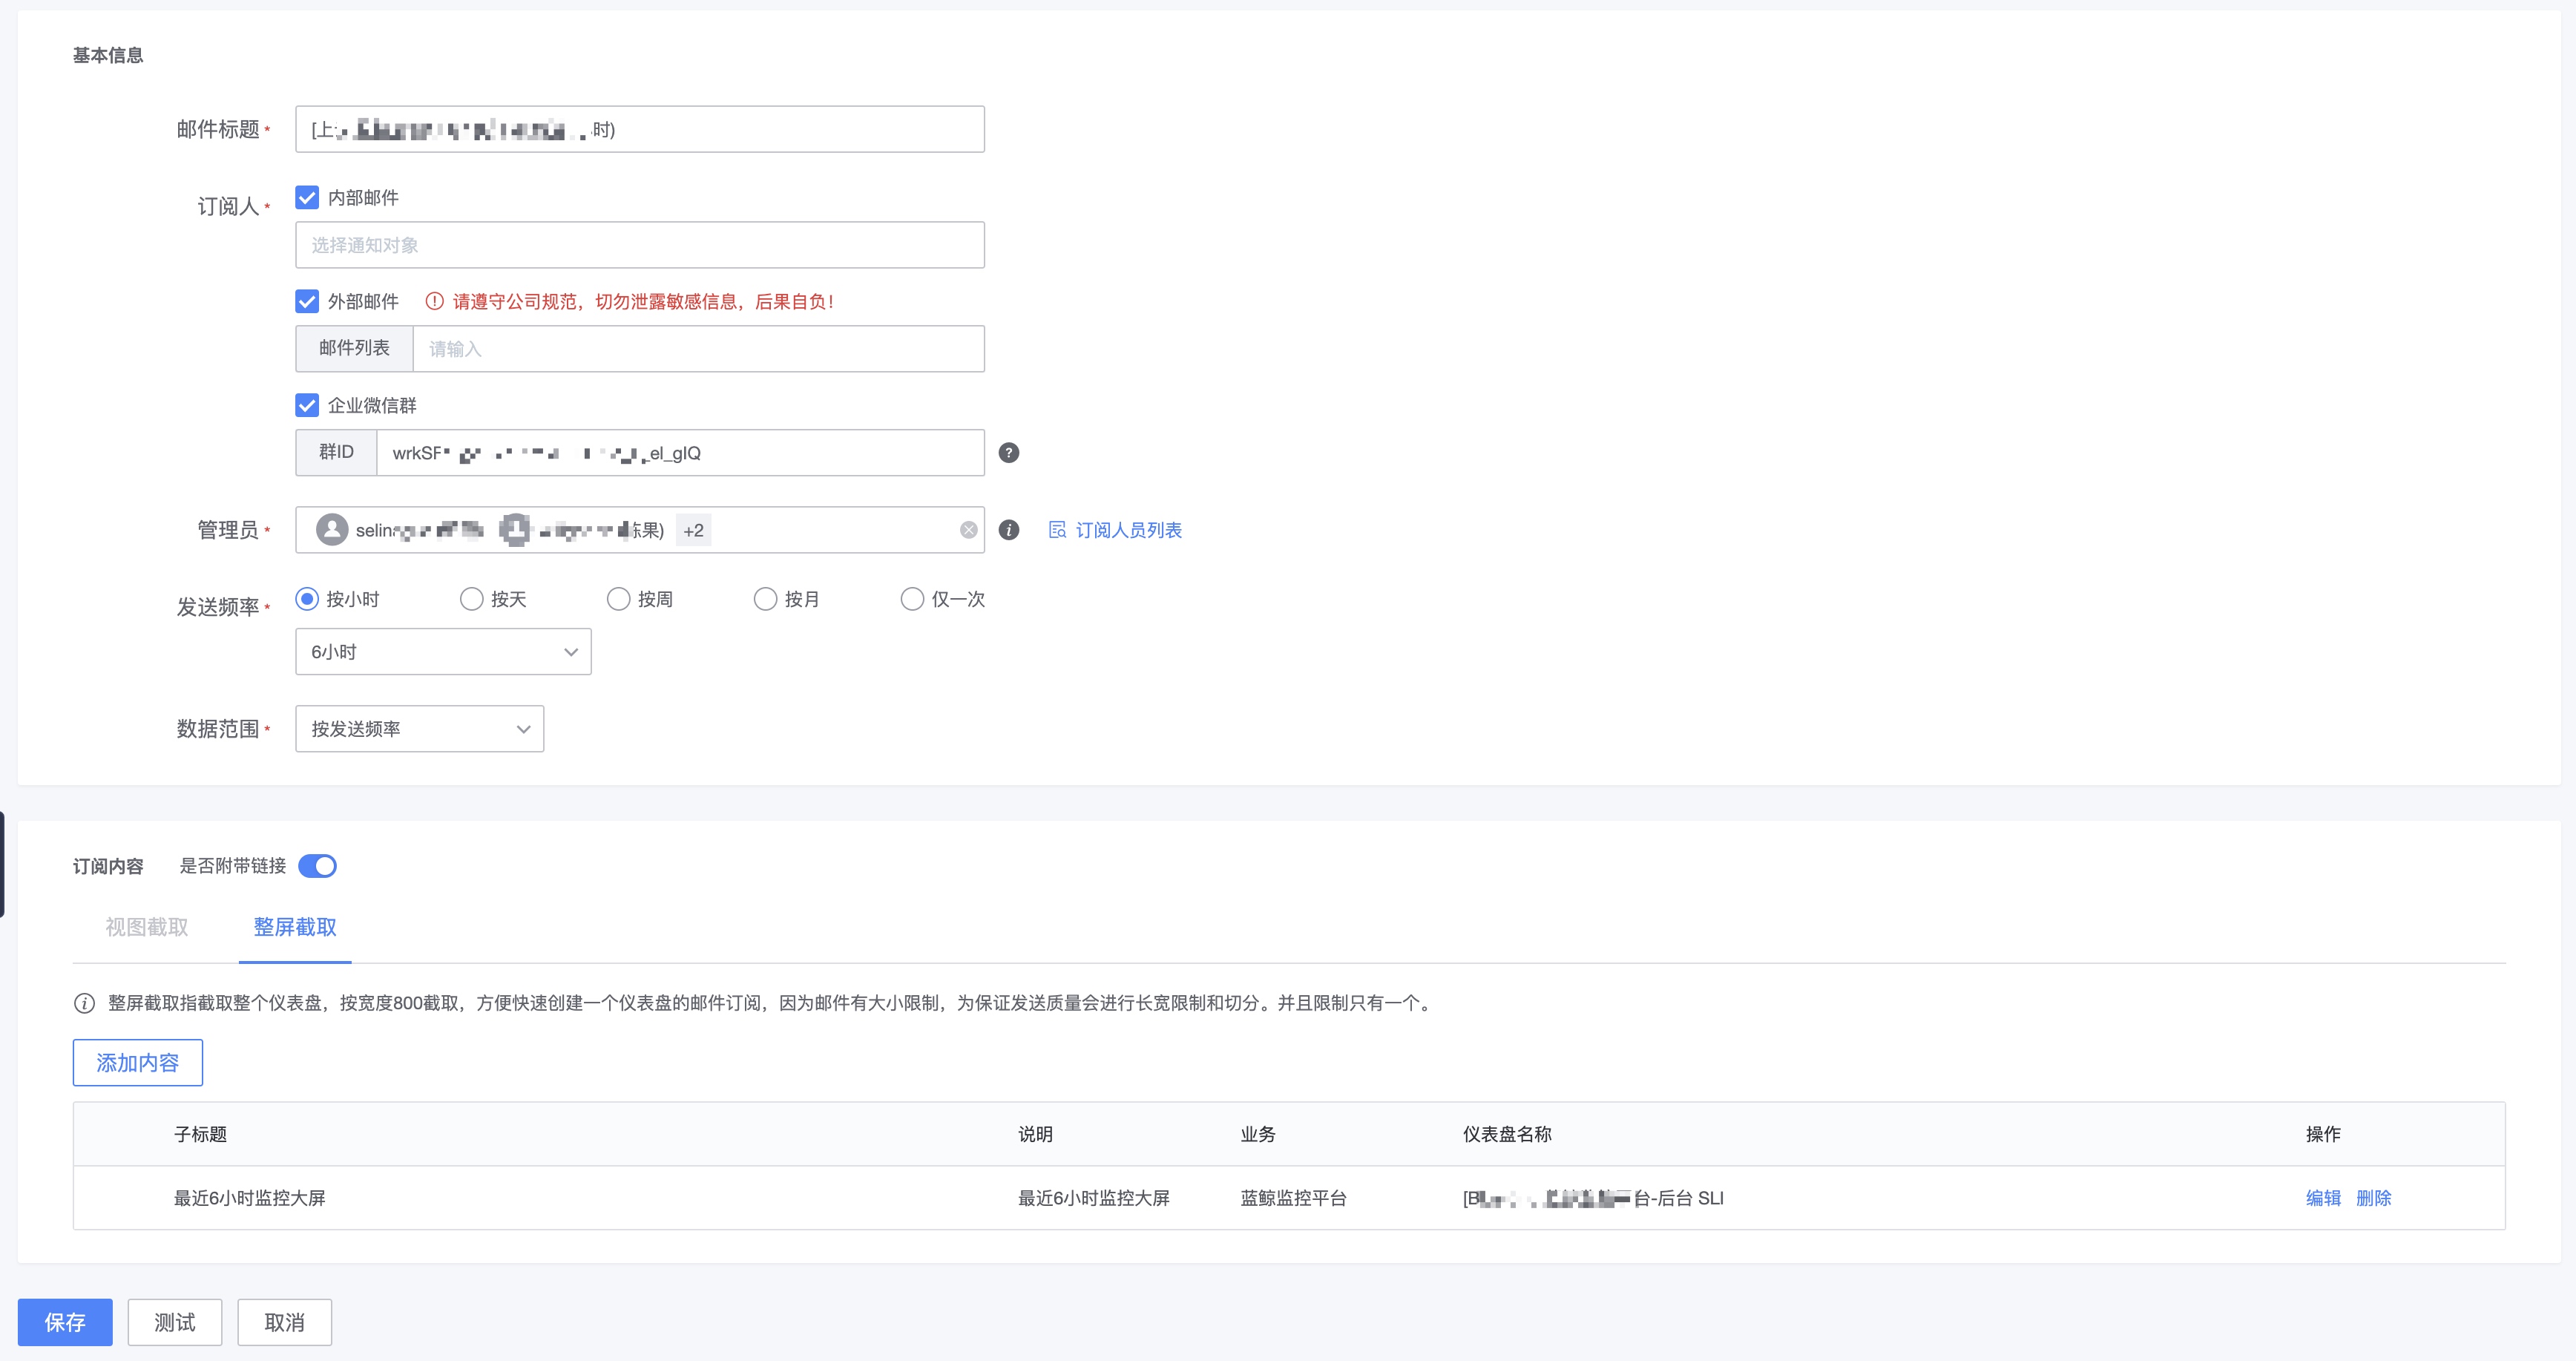 基本信息
邮件标题 *
[上 时)
订阅人 *
内部邮件
选择通知对象
外部邮件 请遵守公司规范，切勿泄露敏感信息，后果自负！
邮件列表 请输入
企业微信群
群ID wrkSF el_gIQ
管理员 * selin 果) +2 订阅人员列表
发送频率 * 按小时 按天 按周 按月 仅一次
6小时
数据范围 * 按发送频率
订阅内容 是否附带链接
视图截取 整屏截取
整屏截取指截取整个仪表盘，按宽度800截取，方便快速创建一个仪表盘的邮件订阅，因为邮件有大小限制，为保证发送质量会进行长宽限制和切分。并且限制只有一个。
添加内容
子标题 说明 业务 仪表盘名称 操作
最近6小时监控大屏 最近6小时监控大屏 蓝鲸监控平台 [B 台-后台 SLI 编辑 删除
保存 测试 取消